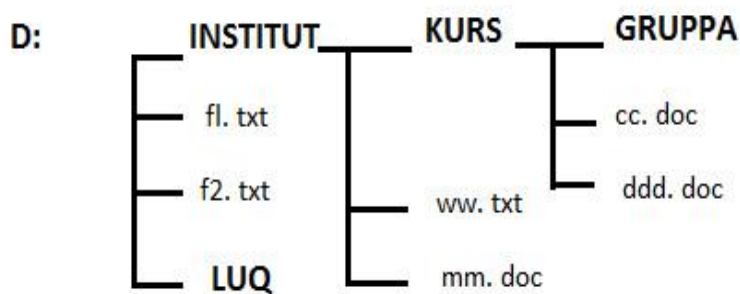 D: INSTITUT KURS GRUPPA
fl. txt cc. doc
f2. txt ddd. doc
ww. txt
LUQ mm. doc